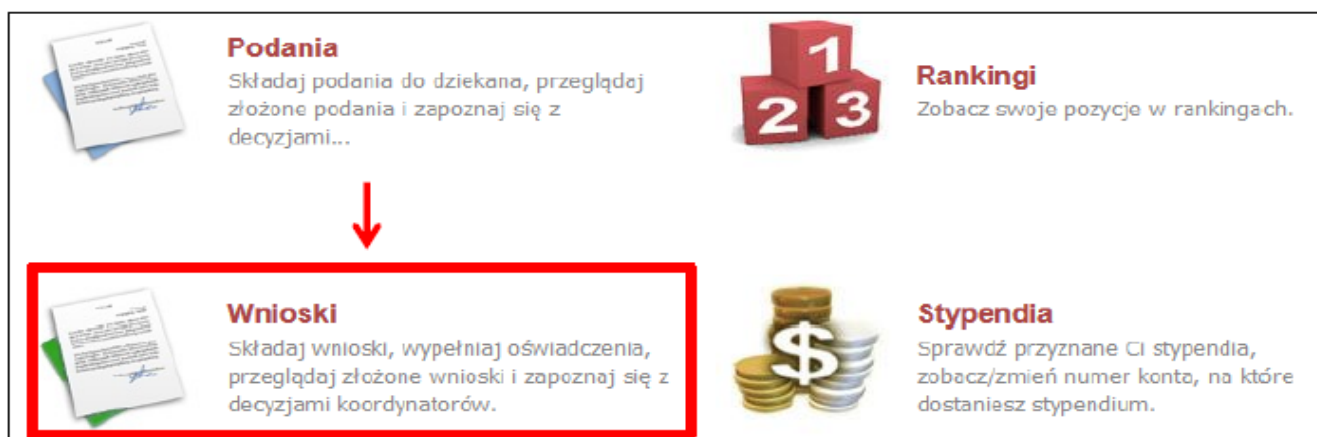 Podania
Składaj podania do dziekana, przeglądaj
złożone podania i zapoznaj się z
decyzjami...
1
2 3
Rankingi
Zobacz swoje pozycje w rankingach.
Wnioski
Składaj wnioski, wypełniaj oświadczenia,
przeglądaj złożone wnioski i zapoznaj się z
decyzjami koordynatorów.
$
Stypendia
Sprawdź przyznane Ci stypendia,
zobacz/zmień numer konta, na które
dostaniesz stypendium.